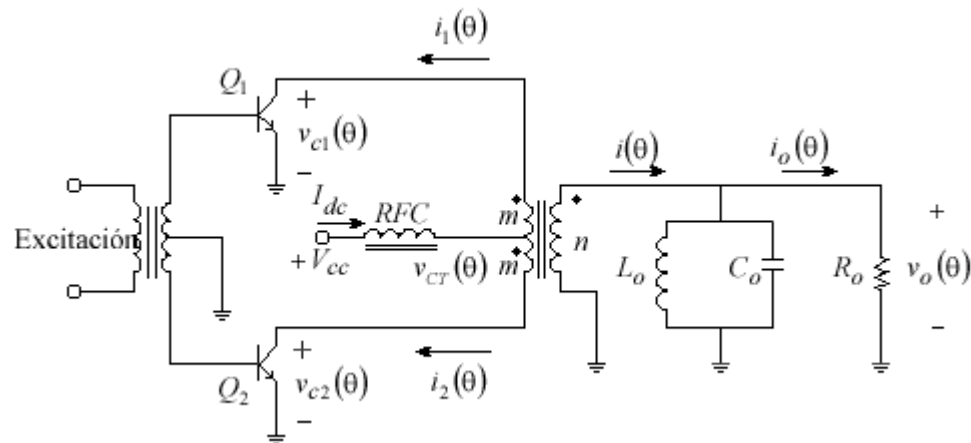 i₁(θ)
Q₁
+
v_c1(θ)
−
i(θ)
i_o(θ)
I_dc
RFC
m
n
Excitación
+V_cc
v_CT(θ)
m
L_o
C_o
R_o
+
v_o(θ)
−
Q₂
+
v_c2(θ)
−
i₂(θ)